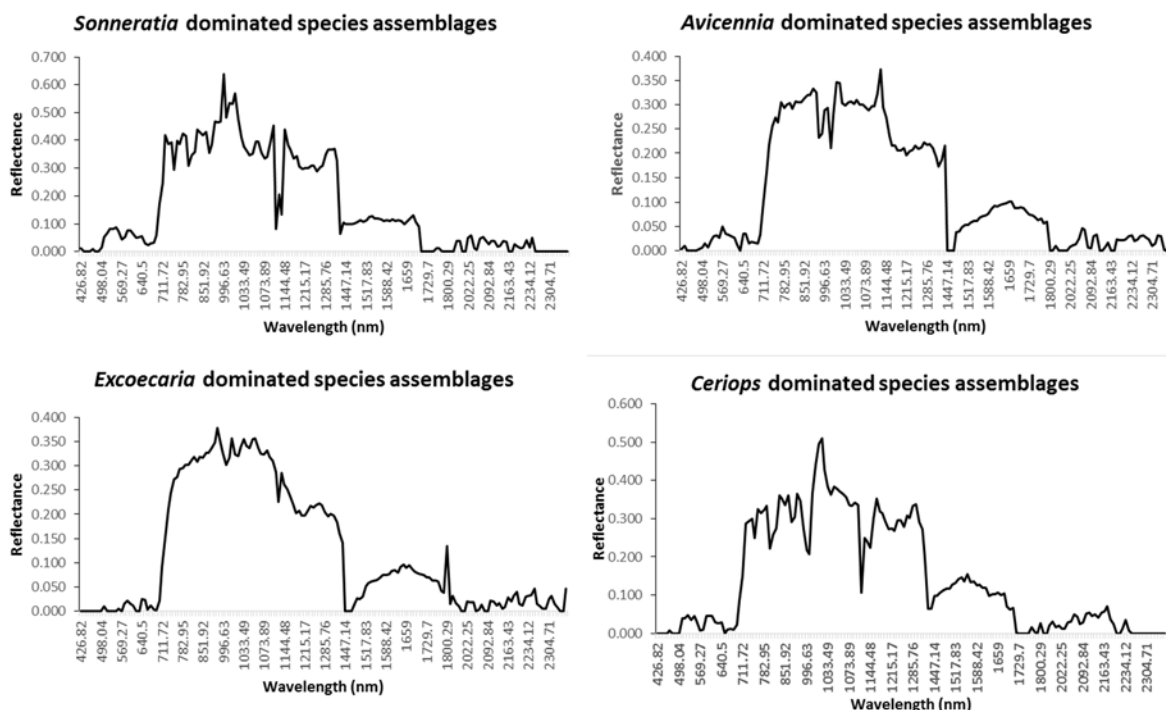 Sonneratia dominated species assemblages
Reflectence
0.700
0.600
0.500
0.400
0.300
0.200
0.100
0.000
426.82 498.04 569.27 640.5 711.72 782.95 851.92 996.63 1033.49 1073.89 1144.48 1215.17 1285.76 1447.14 1517.83 1588.42 1659 1729.7 1800.29 2022.25 2092.84 2163.43 2234.12 2304.71
Wavelength (nm)
Avicennia dominated species assemblages
Reflectance
0.400
0.350
0.300
0.250
0.200
0.150
0.100
0.050
0.000
426.82 498.04 569.27 640.5 711.72 782.95 851.92 996.63 1033.49 1073.89 1144.48 1215.17 1285.76 1447.14 1517.83 1588.42 1659 1729.7 1800.29 2022.25 2092.84 2163.43 2234.12 2304.71
Wavelength (nm)
Excoecaria dominated species assemblages
Reflectance
0.400
0.350
0.300
0.250
0.200
0.150
0.100
0.050
0.000
426.82 498.04 569.27 640.5 711.72 782.95 851.92 996.63 1033.49 1073.89 1144.48 1215.17 1285.76 1447.14 1517.83 1588.42 1659 1729.7 1800.29 2022.25 2092.84 2163.43 2234.12 2304.71
Wavelength (nm)
Ceriops dominated species assemblages
Reflectance
0.600
0.500
0.400
0.300
0.200
0.100
0.000
426.82 498.04 569.27 640.5 711.72 782.95 851.92 996.63 1033.49 1073.89 1144.48 1215.17 1285.76 1447.14 1517.83 1588.42 1659 1729.7 1800.29 2022.25 2092.84 2163.43 2234.12 2304.71
Wavelength (nm)